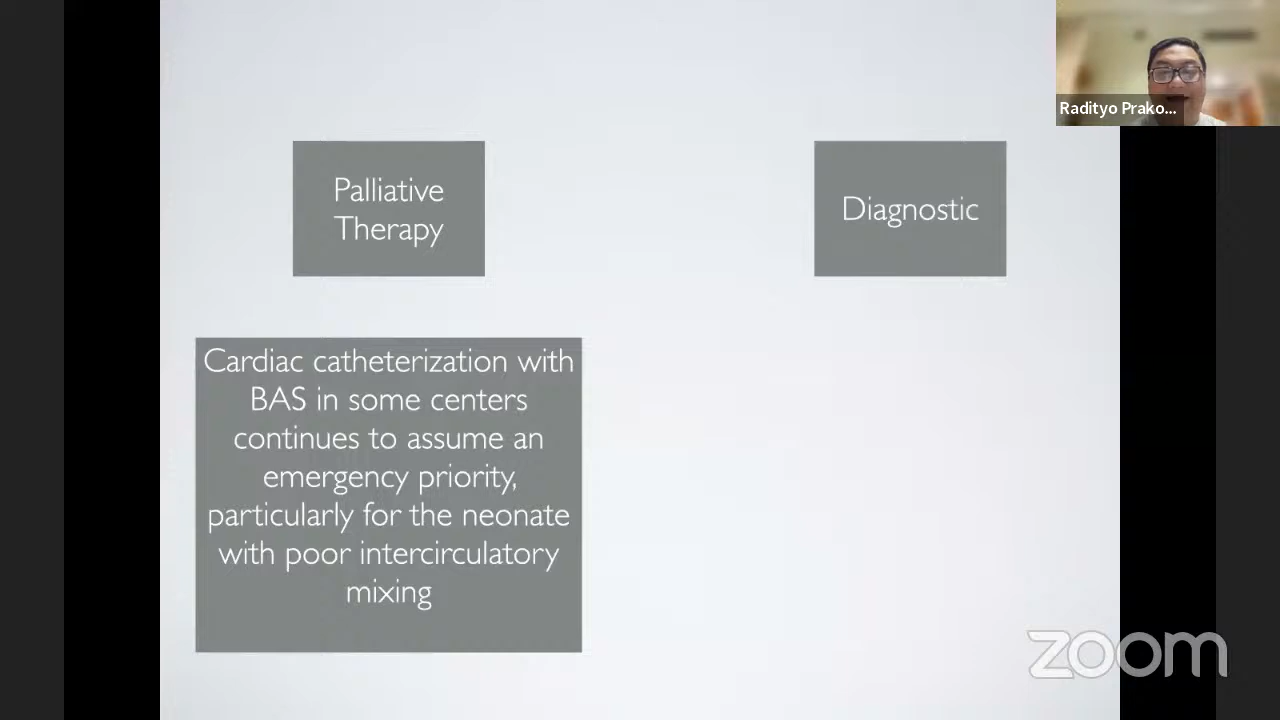 Radityo Prako...
Palliative
Therapy
Diagnostic
Cardiac catheterization with
BAS in some centers
continues to assume an
emergency priority,
particularly for the neonate
with poor intercirculatory
mixing
zoom